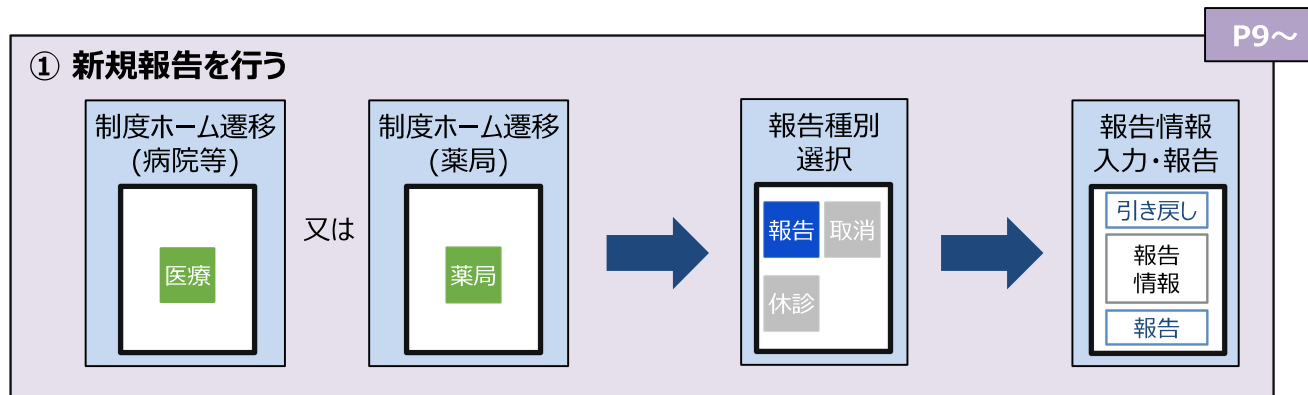 P9～
① 新規報告を行う
制度ホーム遷移
(病院等)
医療
又は
制度ホーム遷移
(薬局)
薬局
報告種別
選択
報告
取消
休診
報告情報
入力・報告
引き戻し
報告
情報
報告